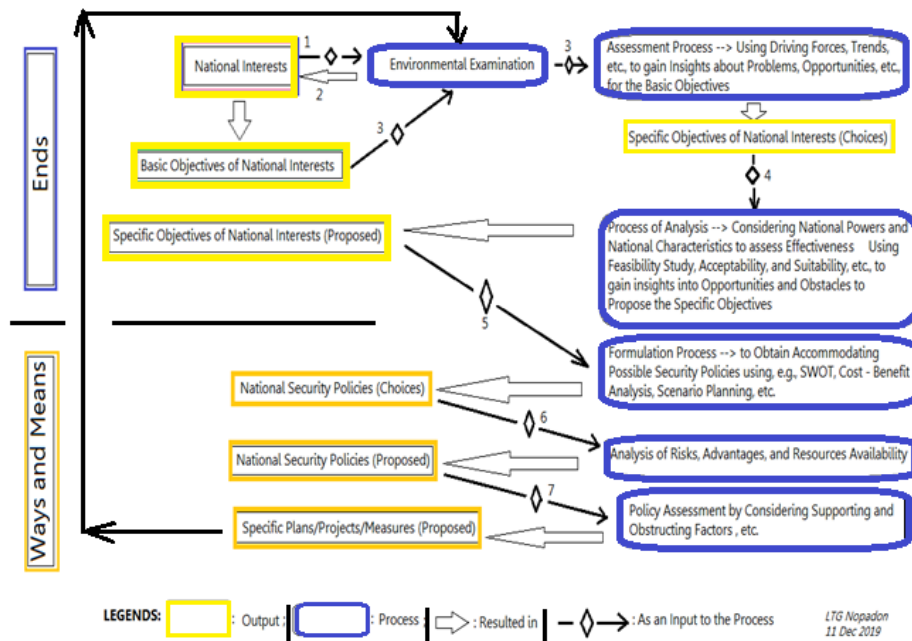 Ends
Ways and Means
National Interests
1
2
Environmental Examination
3
Assessment Process --> Using Driving Forces, Trends,
etc., to gain Insights about Problems, Opportunities, etc.,
for the Basic Objectives
Basic Objectives of National Interests
3
Specific Objectives of National Interests (Choices)
4
Specific Objectives of National Interests (Proposed)
Process of Analysis --> Considering National Powers and
National Characteristics to assess Effectiveness Using
Feasibility Study, Acceptability, and Suitability, etc., to
gain insights into Opportunities and Obstacles to
Propose the Specific Objectives
5
Formulation Process --> to Obtain Accommodating
Possible Security Policies using, e.g., SWOT, Cost - Benefit
Analysis, Scenario Planning, etc.
National Security Policies (Choices)
6
Analysis of Risks, Advantages, and Resources Availability
National Security Policies (Proposed)
7
Policy Assessment by Considering Supporting and
Obstructing Factors , etc.
Specific Plans/Projects/Measures (Proposed)
LEGENDS: : Output ; : Process ; : Resulted in : As an Input to the Process
LTG Nopadon
11 Dec 2019